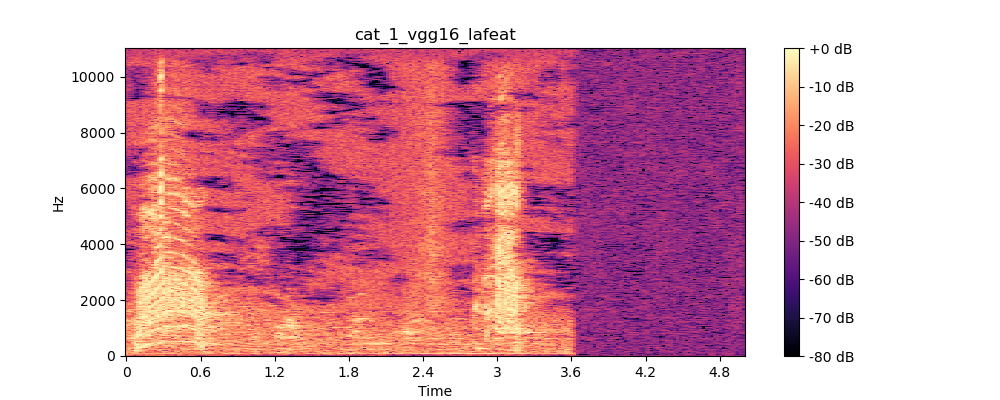 cat_1_vgg16_lafeat
10000
8000
6000
4000
2000
0
Hz
0 0.6 1.2 1.8 2.4 3 3.6 4.2 4.8
Time
+0 dB
-10 dB
-20 dB
-30 dB
-40 dB
-50 dB
-60 dB
-70 dB
-80 dB